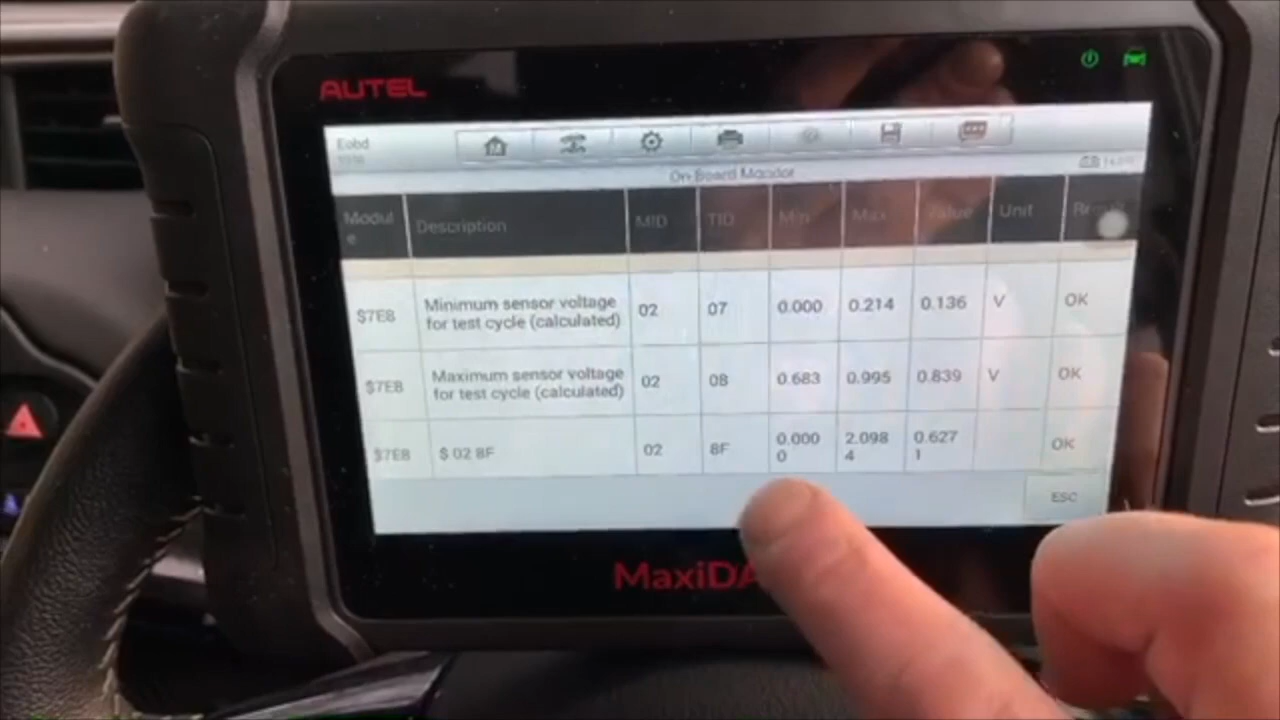 AUTEL
Eobd
On-Board Monitor
Modul
e
Description
MID
TID
Min
Max
Value
Unit
$7E8
Minimum sensor voltage
for test cycle (calculated)
02
07
0.000
0.214
0.136
V
OK
$7E8
Maximum sensor voltage
for test cycle (calculated)
02
08
0.683
0.995
0.839
V
OK
$7E8
$ 02 8F
02
8F
0.000
0
2.098
4
0.627
1
OK
ESC
MaxiDA